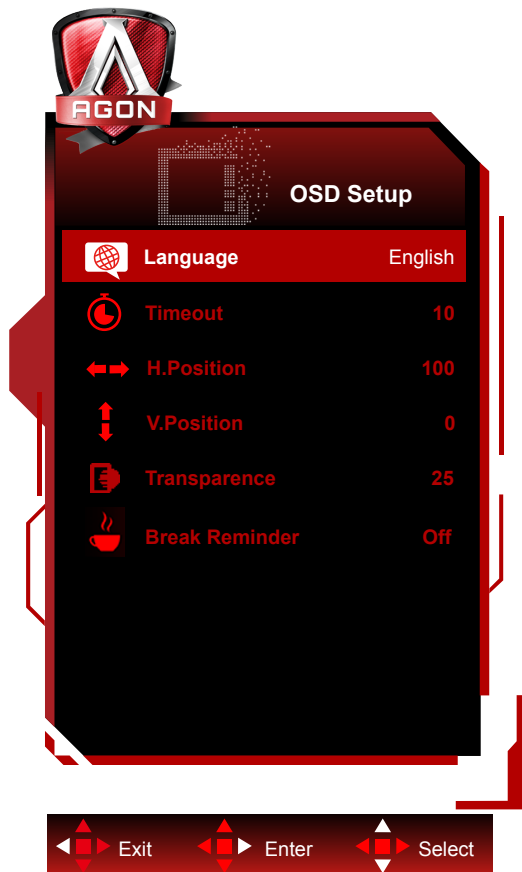 AGON
OSD Setup
Language English
Timeout 10
H.Position 100
V.Position 0
Transparence 25
Break Reminder Off
Exit Enter Select